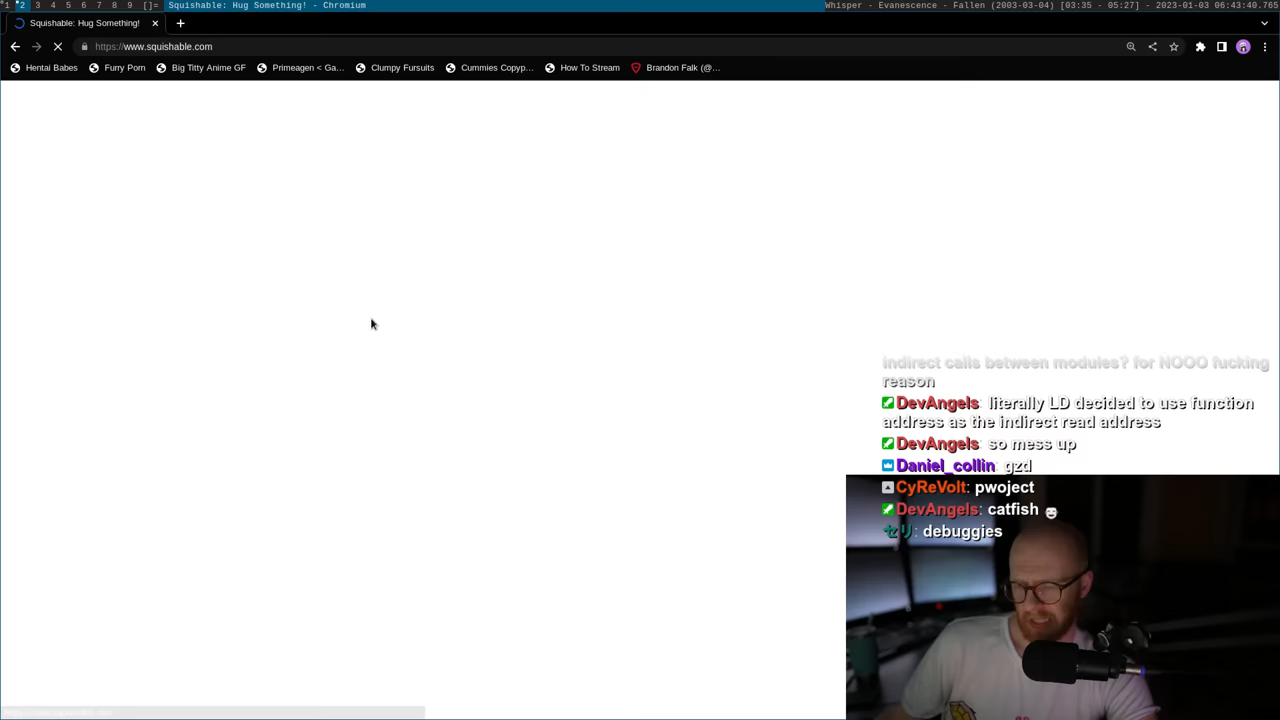 1 2 3 4 5 6 7 8 9 []= Squishable: Hug Something! - Chromium Whisper - Evanescence - Fallen (2003-03-04) [03:35 - 05:27] - 2023-01-03 06:43:40.765
Squishable: Hug Something!
https://www.squishable.com
Hentai Babes Furry Porn Big Titty Anime GF Primeagen < Ga… Clumpy Fursuits Cummies Copyp… How To Stream Brandon Falk (@…
indirect calls between modules? for NOOO fucking
reason
DevAngels: literally LD decided to use function
address as the indirect read address
DevAngels: so mess up
Daniel_collin: gzd
CyReVolt: pwoject
DevAngels: catfish
セリ: debuggies